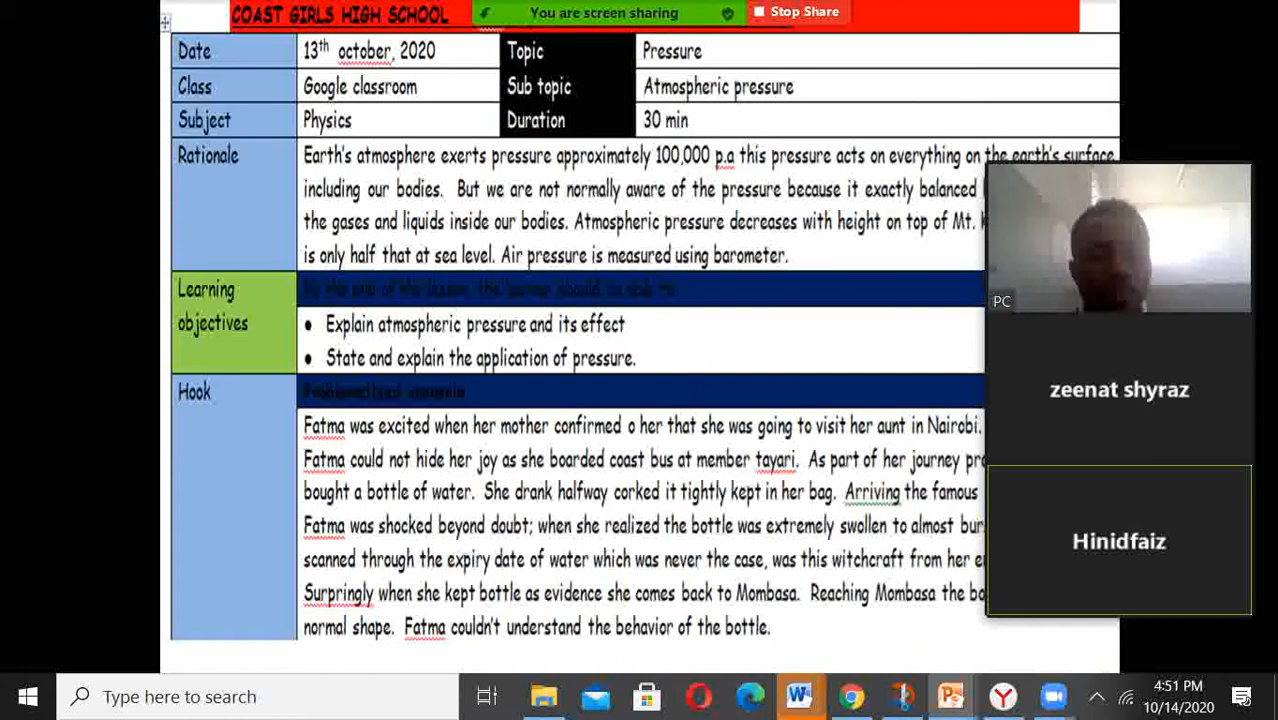 COAST GIRLS HIGH SCHOOL
You are screen sharing
Stop Share
Date 13th october, 2020 Topic Pressure
Class Google classroom Sub topic Atmospheric pressure
Subject Physics Duration 30 min
Rationale Earth's atmosphere exerts pressure approximately 100,000 p.a this pressure acts on everything on the earth's surface
including our bodies. But we are not normally aware of the pressure because it exactly balanced
the gases and liquids inside our bodies. Atmospheric pressure decreases with height on top of Mt.
is only half that at sea level. Air pressure is measured using barometer.
Learning objectives By the end of the lesson, the learner should be able to
● Explain atmospheric pressure and its effect
● State and explain the application of pressure.
Hook
Fatma was excited when her mother confirmed o her that she was going to visit her aunt in Nairobi.
Fatma could not hide her joy as she boarded coast bus at member tayari. As part of her journey
bought a bottle of water. She drank halfway corked it tightly kept in her bag. Arriving the famous
Fatma was shocked beyond doubt; when she realized the bottle was extremely swollen to almost
scanned through the expiry date of water which was never the case, was this witchcraft from her
Surpringly when she kept bottle as evidence she comes back to Mombasa. Reaching Mombasa the
normal shape. Fatma couldn't understand the behavior of the bottle.
PC
zeenat shyraz
Hinidfaiz
Type here to search
4:51 PM
10/14/2020